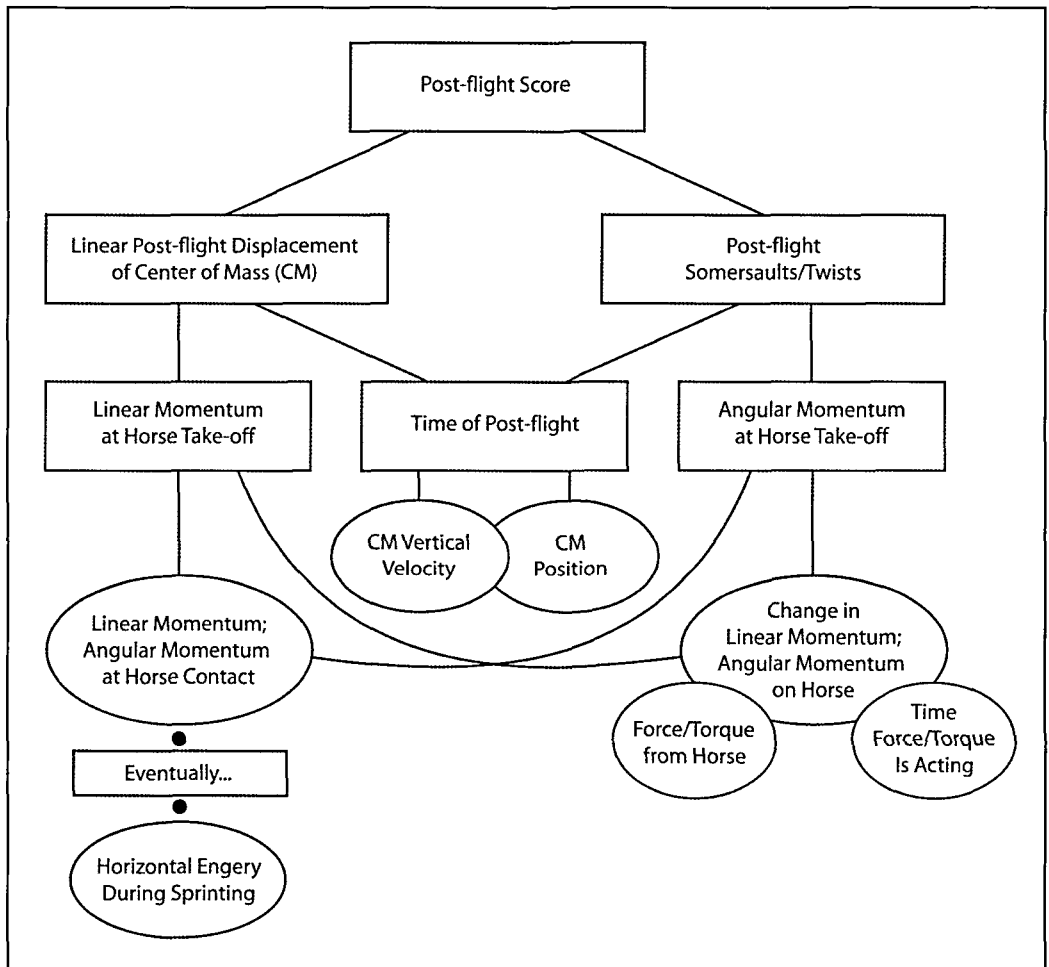 Post-flight Score
Linear Post-flight Displacement
of Center of Mass (CM)
Post-flight
Somersaults/Twists
Linear Momentum
at Horse Take-off
Time of Post-flight
Angular Momentum
at Horse Take-off
CM Vertical
Velocity
CM
Position
Linear Momentum;
Angular Momentum
at Horse Contact
Change in
Linear Momentum;
Angular Momentum
on Horse
Force/Torque
from Horse
Time
Force/Torque
Is Acting
Eventually...
Horizontal Engery
During Sprinting